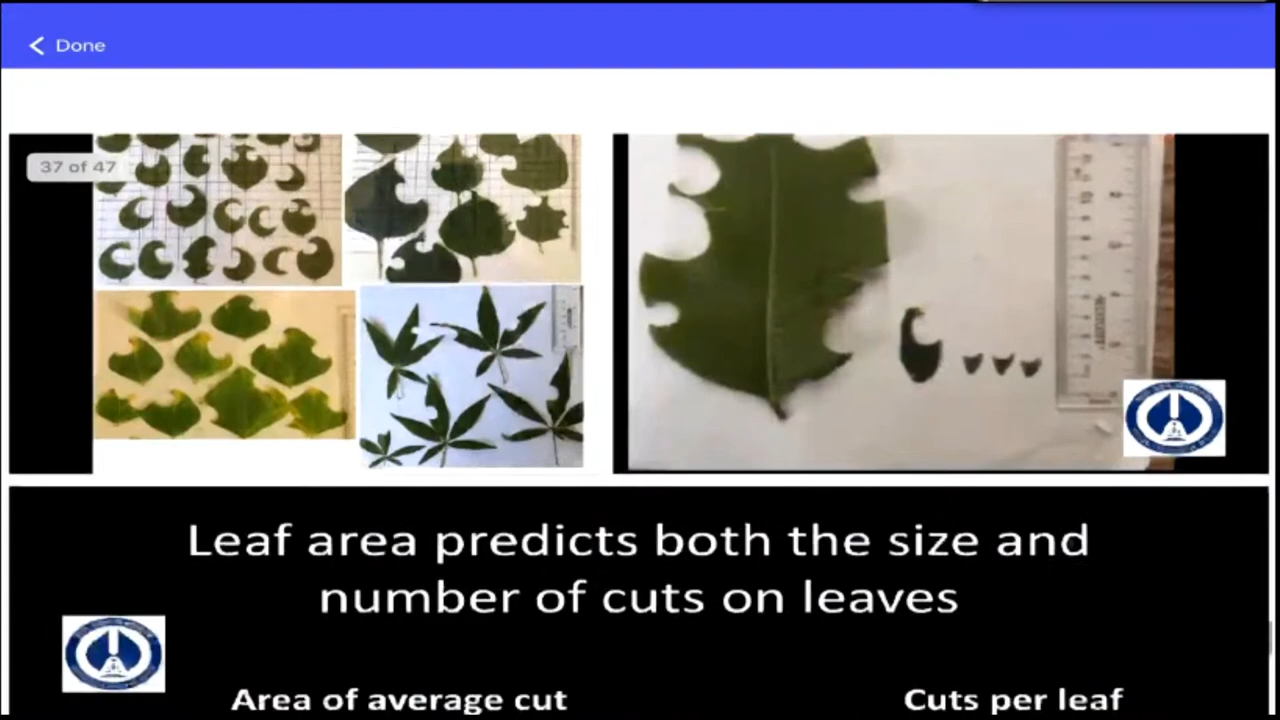 Done
37 of 47
Leaf area predicts both the size and
number of cuts on leaves
Area of average cut
Cuts per leaf